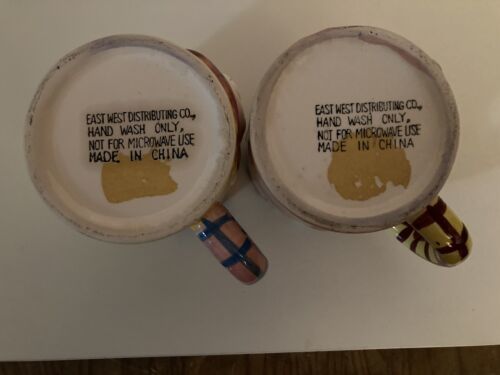 EAST WEST DISTRIBUTING CO.,
HAND WASH ONLY,
NOT FOR MICROWAVE USE
MADE IN CHINA
EAST WEST DISTRIBUTING CO.,
HAND WASH ONLY,
NOT FOR MICROWAVE USE
MADE IN CHINA